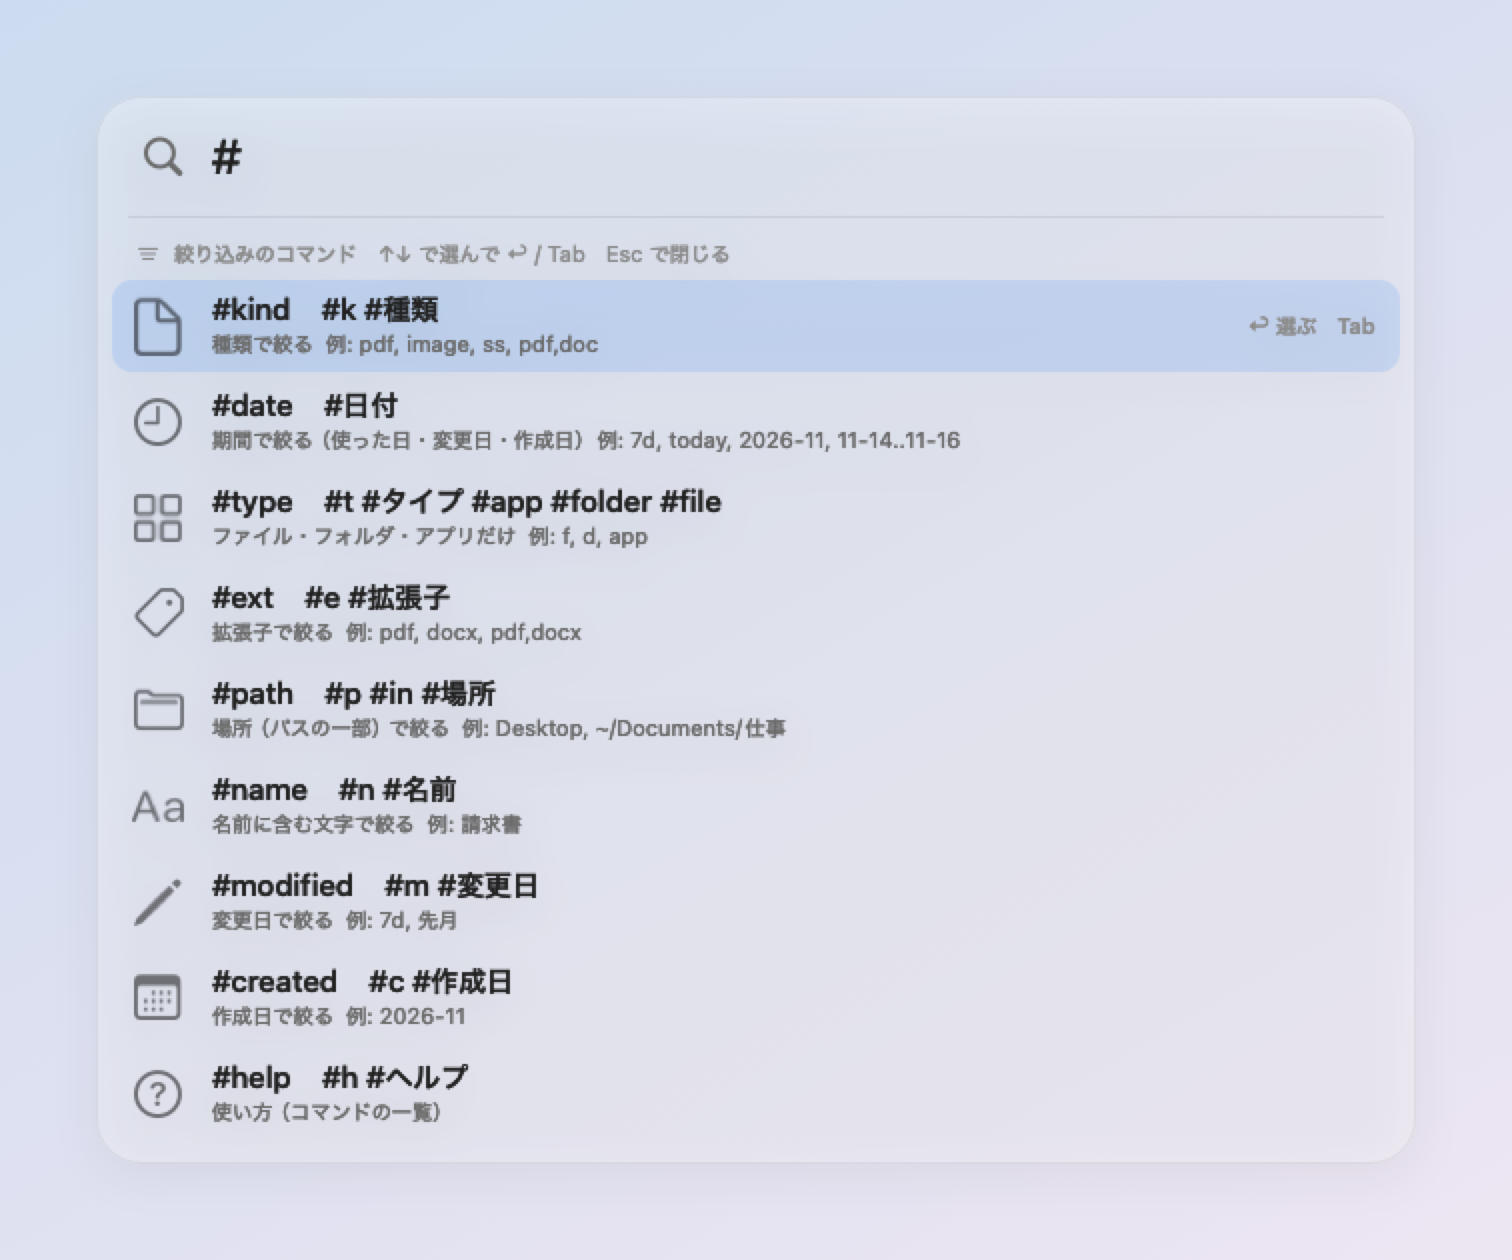 #
絞り込みのコマンド ↑↓ で選んで ↩ / Tab Esc で閉じる
#kind #k #種類
種類で絞る 例: pdf, image, ss, pdf,doc
↩ 選ぶ Tab
#date #日付
期間で絞る（使った日・変更日・作成日）例: 7d, today, 2026-11, 11-14..11-16
#type #t #タイプ #app #folder #file
ファイル・フォルダ・アプリだけ 例: f, d, app
#ext #e #拡張子
拡張子で絞る 例: pdf, docx, pdf,docx
#path #p #in #場所
場所（パスの一部）で絞る 例: Desktop, ~/Documents/仕事
Aa
#name #n #名前
名前に含む文字で絞る 例: 請求書
#modified #m #変更日
変更日で絞る 例: 7d, 先月
#created #c #作成日
作成日で絞る 例: 2026-11
?
#help #h #ヘルプ
使い方（コマンドの一覧）